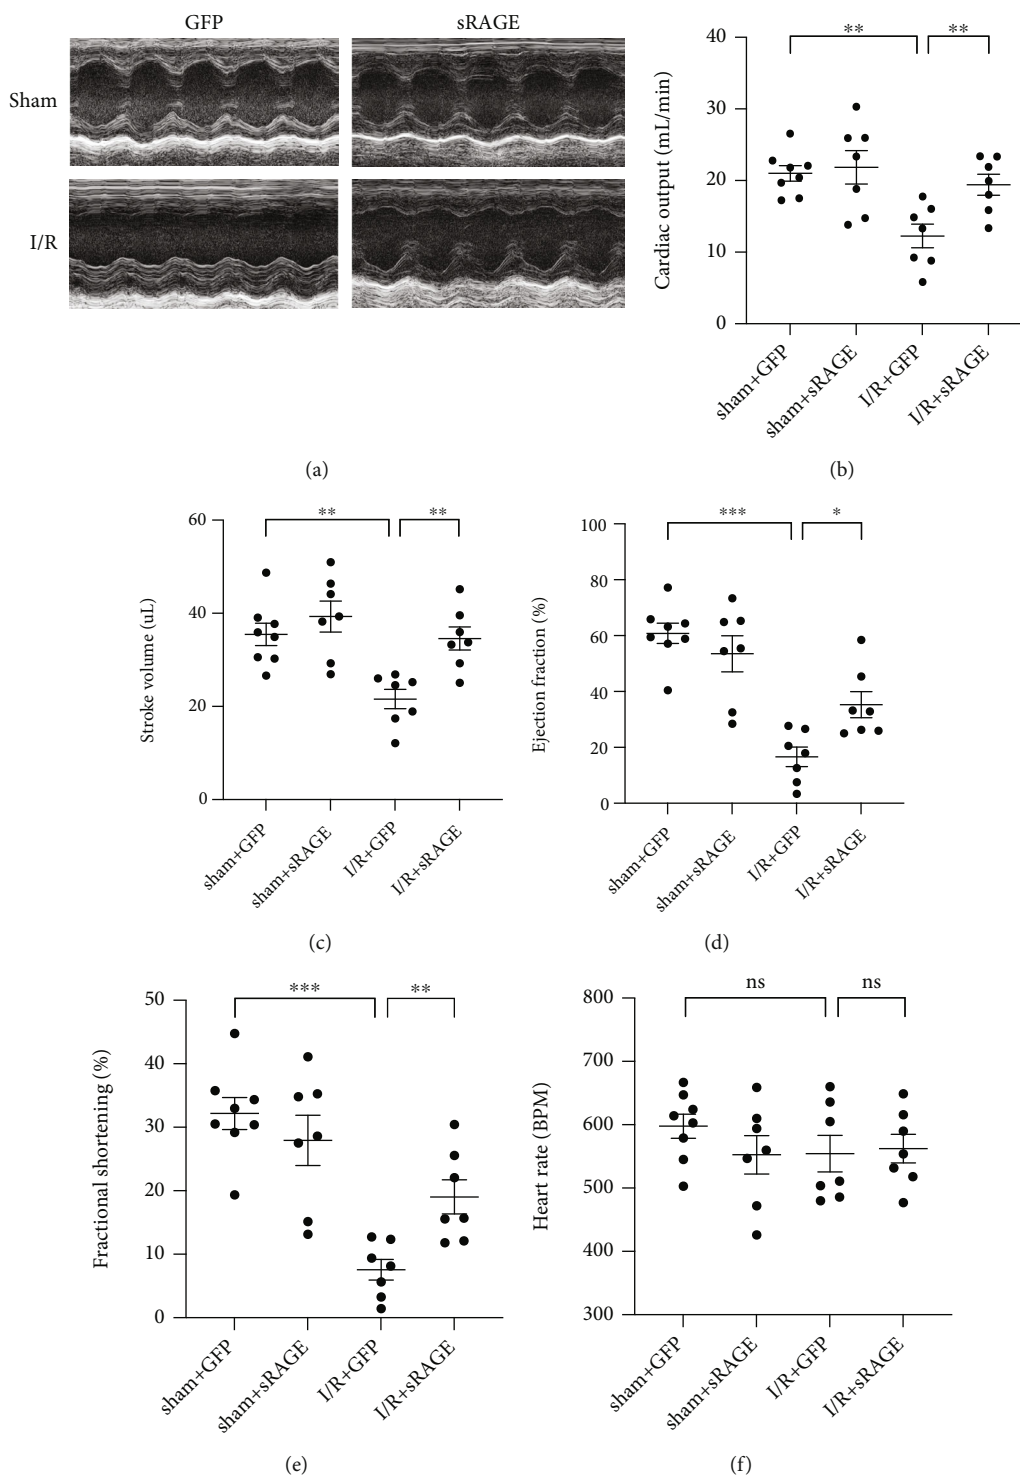 GFP
sRAGE
Sham
I/R
(a)
40
30
20
10
0
Cardiac output (mL/min)
**
**
sham+GFP
sham+sRAGE
I/R+GFP
I/R+sRAGE
(b)
60
40
20
0
Stroke volume (uL)
**
**
sham+GFP
sham+sRAGE
I/R+GFP
I/R+sRAGE
(c)
100
80
60
40
20
0
Ejection fraction (%)
***
*
sham+GFP
sham+sRAGE
I/R+GFP
I/R+sRAGE
(d)
50
40
30
20
10
0
Fractional shortening (%)
***
**
sham+GFP
sham+sRAGE
I/R+GFP
I/R+sRAGE
(e)
800
700
600
500
400
300
Heart rate (BPM)
ns
ns
sham+GFP
sham+sRAGE
I/R+GFP
I/R+sRAGE
(f)